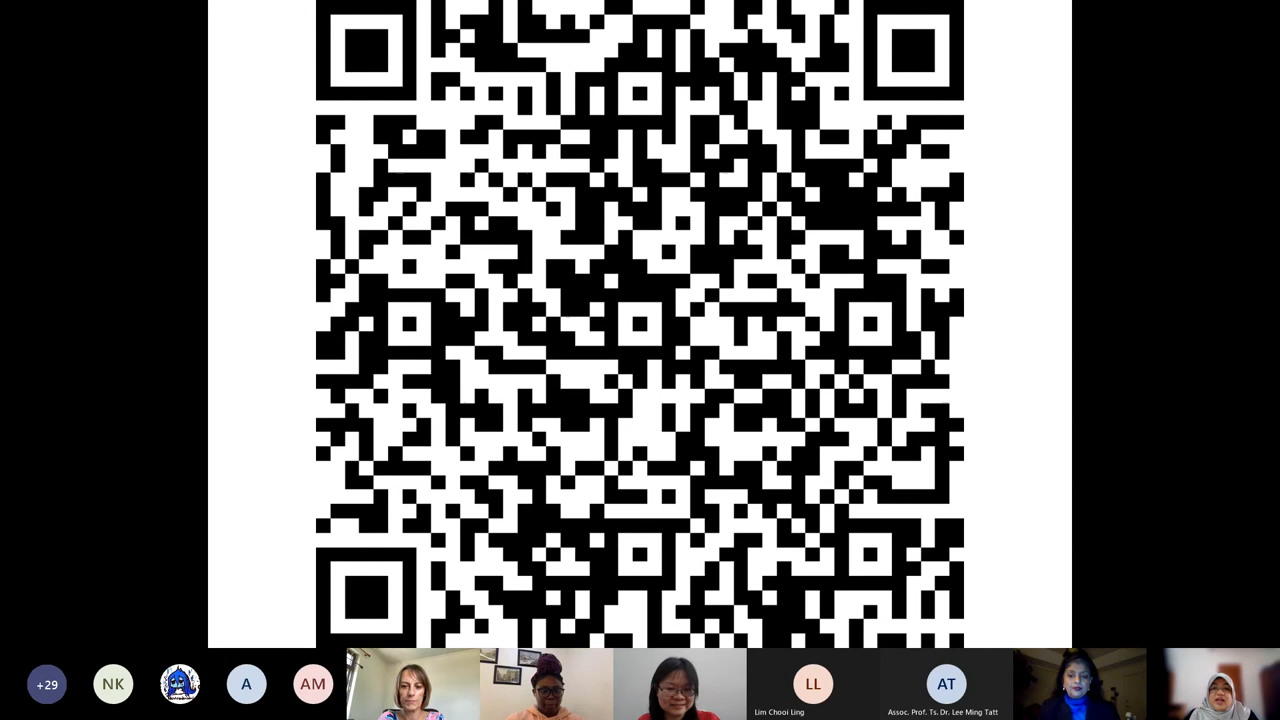 +29
NK
A
AM
LL
Lim Chooi Ling
AT
Assoc. Prof. Ts. Dr. Lee Ming Tatt